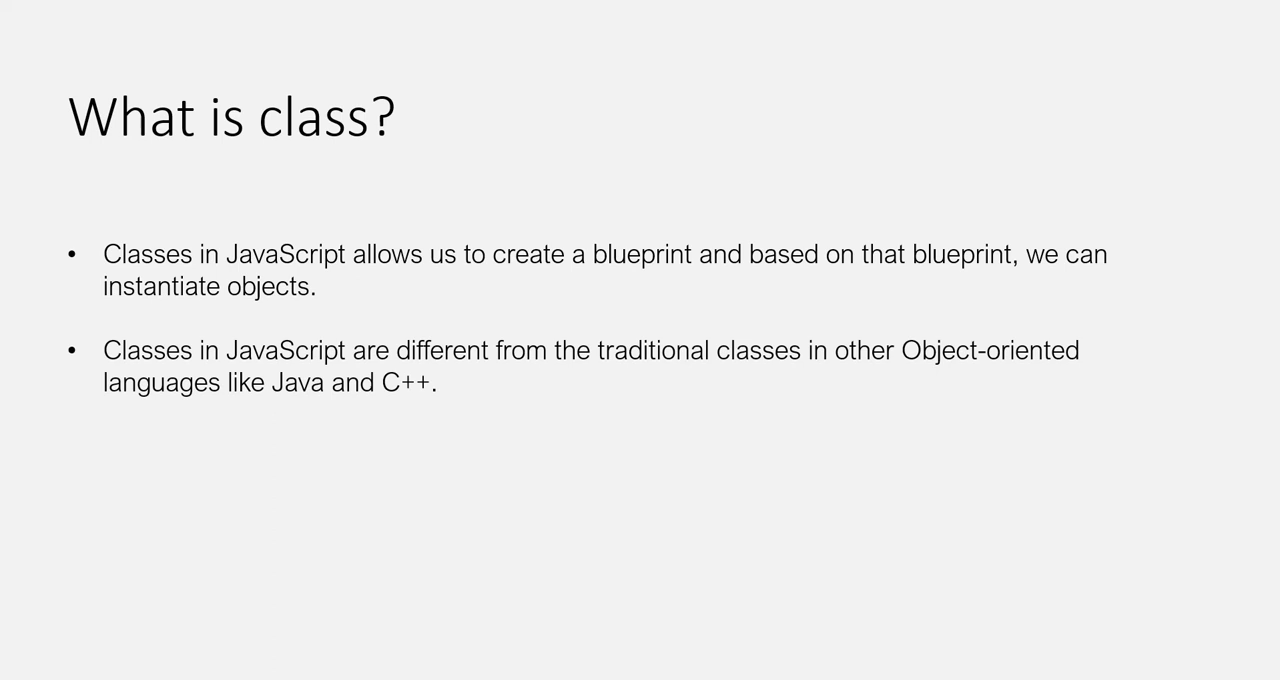 What is class?
• Classes in JavaScript allows us to create a blueprint and based on that blueprint, we can
instantiate objects.
• Classes in JavaScript are different from the traditional classes in other Object-oriented
languages like Java and C++.